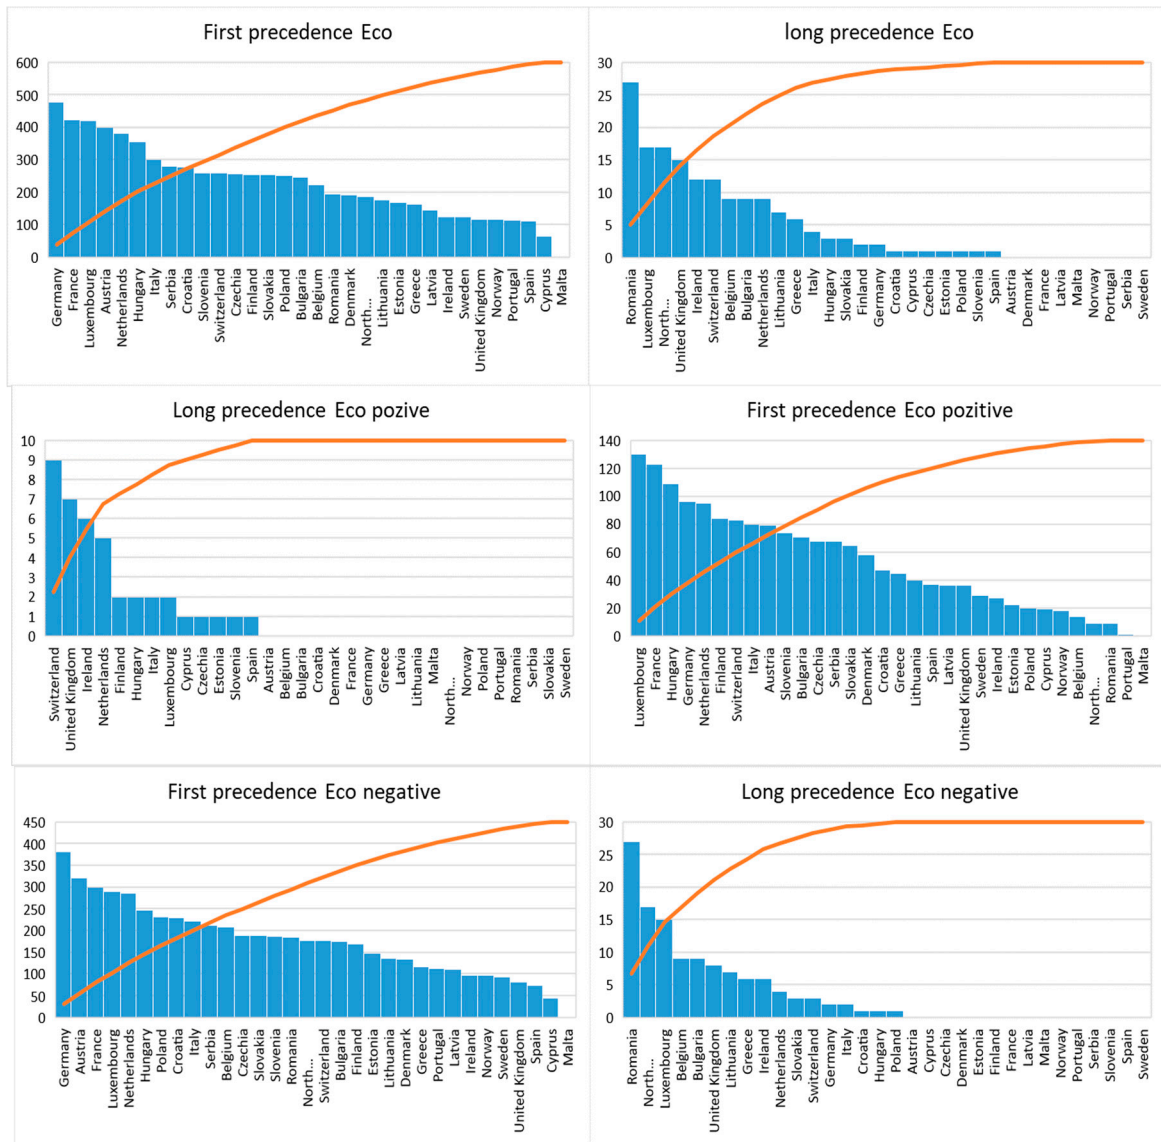 First precedence Eco
600
500
400
300
200
100
0
Germany
France
Luxembourg
Austria
Netherlands
Hungary
Italy
Serbia
Croatia
Slovenia
Switzerland
Czechia
Finland
Slovakia
Poland
Bulgaria
Belgium
Romania
Denmark
North...
Lithuania
Estonia
Greece
Latvia
Ireland
Sweden
United Kingdom
Norway
Portugal
Spain
Cyprus
Malta
long precedence Eco
30
25
20
15
10
5
0
Romania
Luxembourg
North...
United Kingdom
Ireland
Switzerland
Belgium
Bulgaria
Netherlands
Lithuania
Greece
Italy
Hungary
Slovakia
Finland
Germany
Croatia
Cyprus
Czechia
Estonia
Poland
Slovenia
Spain
Austria
Denmark
France
Latvia
Malta
Norway
Portugal
Serbia
Sweden
Long precedence Eco pozive
10
9
8
7
6
5
4
3
2
1
0
Switzerland
United Kingdom
Ireland
Netherlands
Finland
Hungary
Italy
Luxembourg
Cyprus
Czechia
Estonia
Slovenia
Spain
Austria
Belgium
Bulgaria
Croatia
Denmark
France
Germany
Greece
Latvia
Lithuania
Malta
North...
Norway
Poland
Portugal
Romania
Serbia
Slovakia
Sweden
First precedence Eco pozitive
140
120
100
80
60
40
20
0
Luxembourg
France
Hungary
Germany
Netherlands
Finland
Switzerland
Italy
Austria
Slovenia
Bulgaria
Czechia
Serbia
Slovakia
Denmark
Croatia
Greece
Lithuania
Spain
Latvia
United Kingdom
Sweden
Ireland
Estonia
Poland
Cyprus
Norway
Belgium
North...
Romania
Portugal
Malta
First precedence Eco negative
450
400
350
300
250
200
150
100
50
0
Germany
Austria
France
Luxembourg
Netherlands
Hungary
Poland
Croatia
Italy
Serbia
Belgium
Czechia
Slovakia
Slovenia
Romania
North...
Switzerland
Bulgaria
Finland
Estonia
Lithuania
Denmark
Greece
Portugal
Latvia
Ireland
Norway
Sweden
United Kingdom
Spain
Cyprus
Malta
Long precedence Eco negative
30
25
20
15
10
5
0
Romania
North...
Luxembourg
Belgium
Bulgaria
United Kingdom
Lithuania
Greece
Ireland
Netherlands
Slovakia
Switzerland
Germany
Italy
Croatia
Hungary
Poland
Austria
Cyprus
Czechia
Denmark
Estonia
Finland
France
Latvia
Malta
Norway
Portugal
Serbia
Slovenia
Spain
Sweden